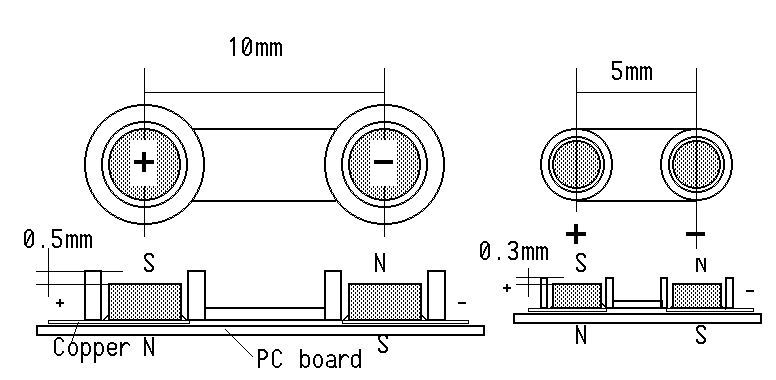 10mm
5mm
+ −
+ −
0.5mm S N
0.3mm S N
+ −
+ −
Copper N S
N S
PC board